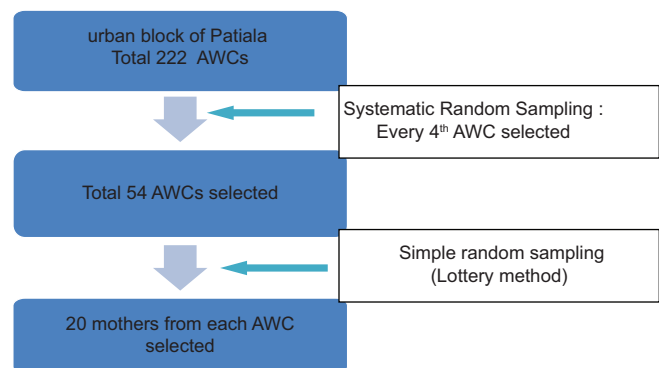 urban block of Patiala
Total 222 AWCs
Systematic Random Sampling :
Every 4th AWC selected
Total 54 AWCs selected
Simple random sampling
(Lottery method)
20 mothers from each AWC
selected